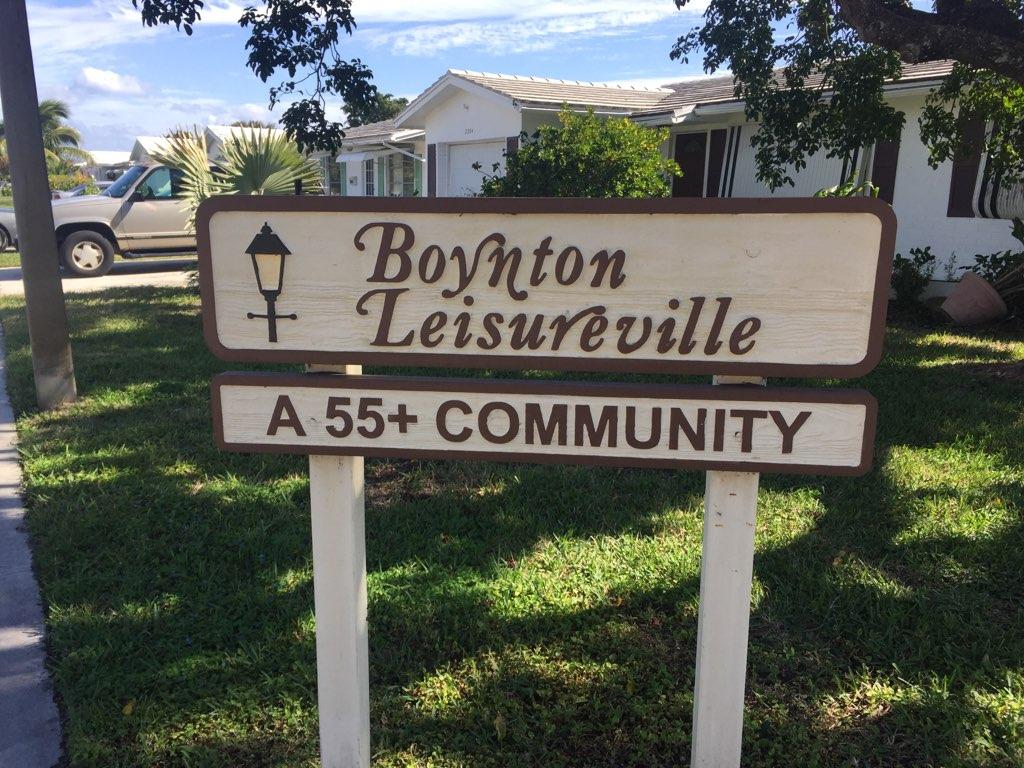 Boynton
Leisureville
A 55+ COMMUNITY